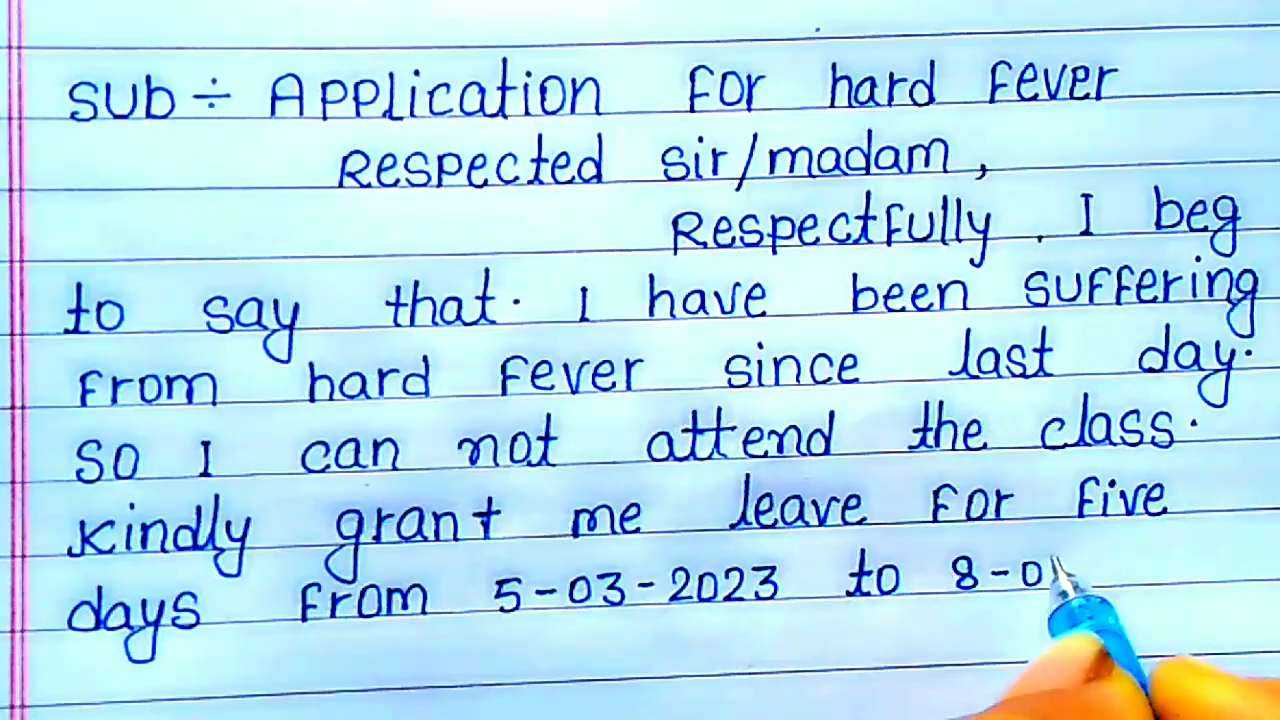 Sub ÷ Application for hard fever
Respected sir/madam,
Respectfully . I beg
to say that. I have been suffering
from hard fever since last day.
so I can not attend the class.
kindly grant me leave for five
days from 5-03-2023 to 8-0